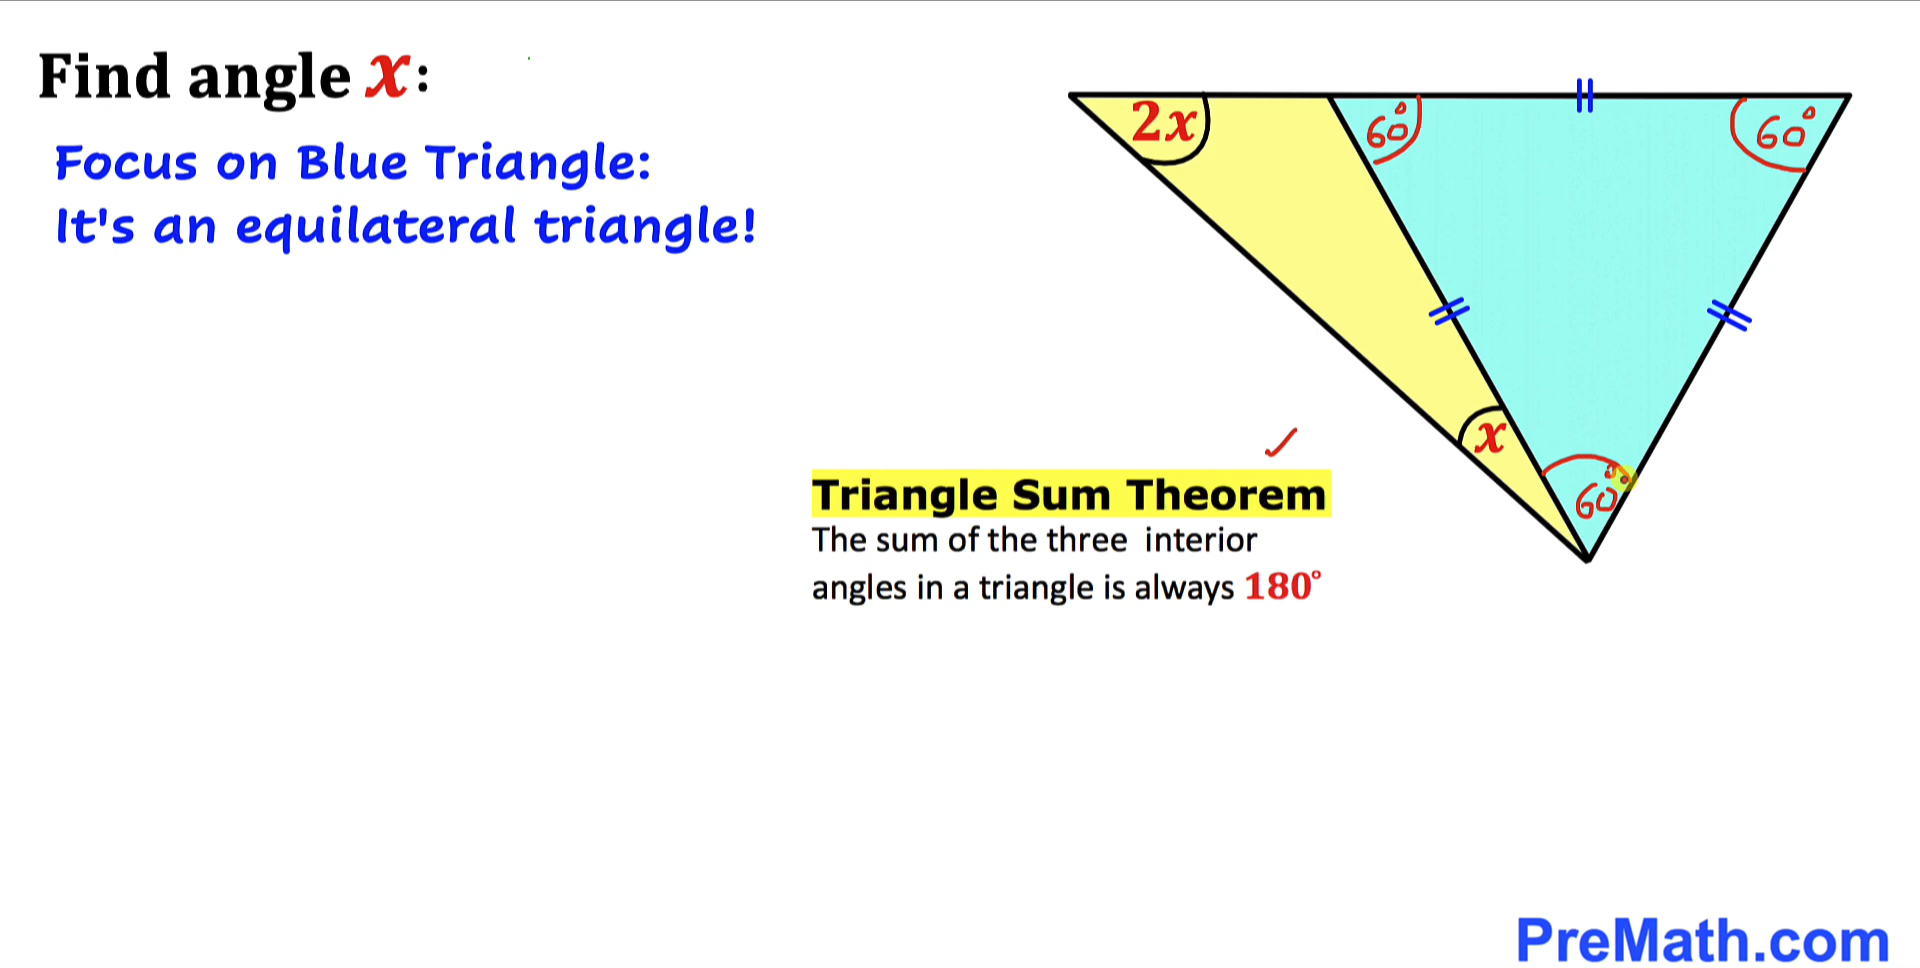 Find angle x:
Focus on Blue Triangle:
It's an equilateral triangle!
2x
60°
60°
x
60°
Triangle Sum Theorem
The sum of the three interior
angles in a triangle is always 180°
PreMath.com